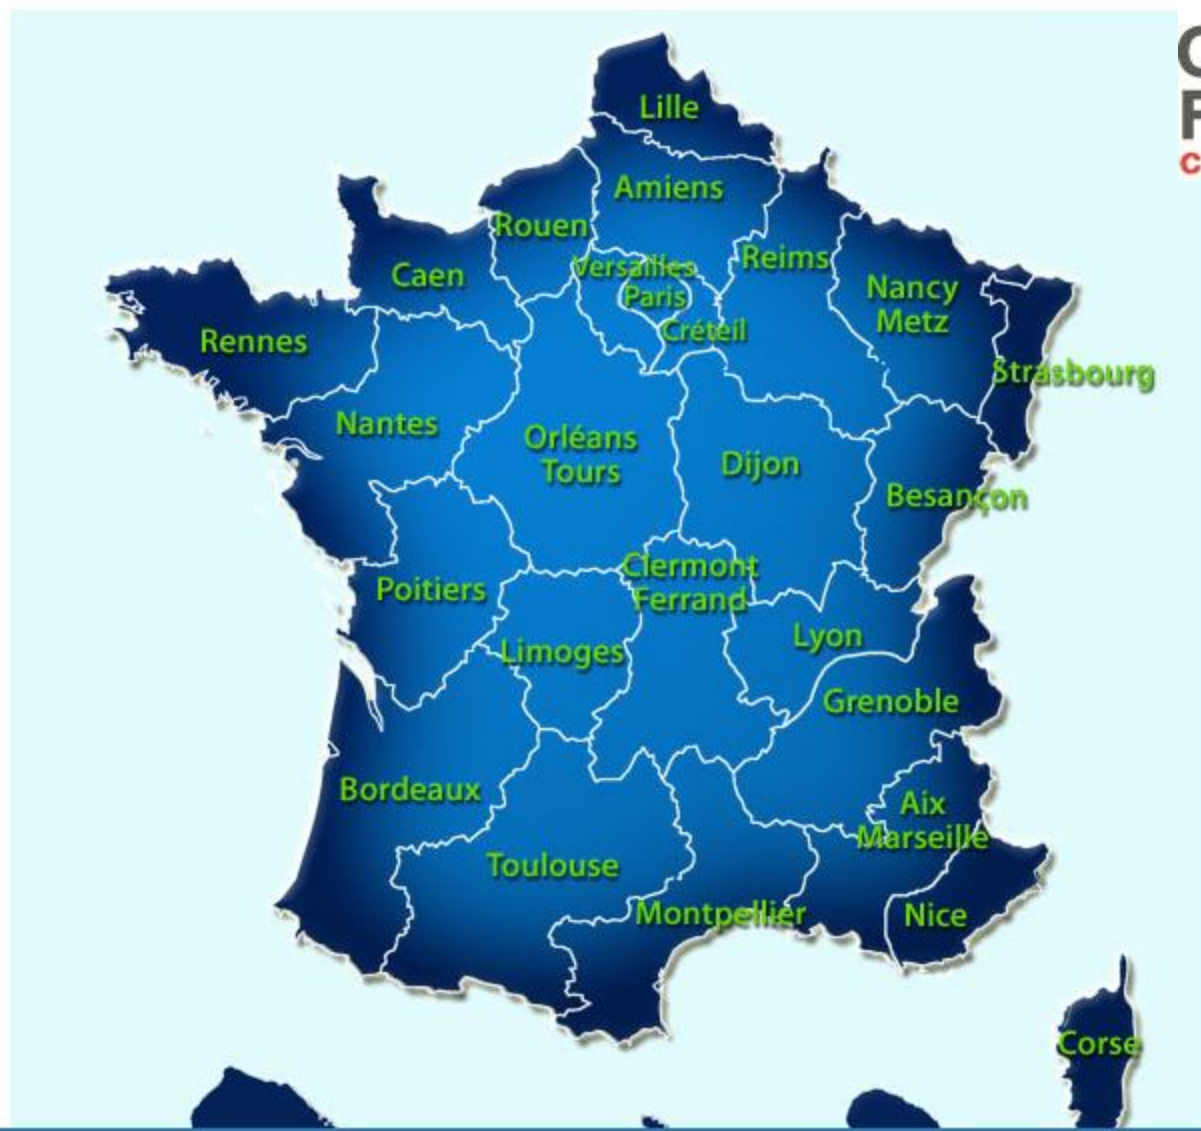 Lille
Amiens
Rouen
Versailles
Reims
Caen
Paris
Nancy
Metz
Créteil
Rennes
Strasbourg
Nantes
Orléans
Tours
Dijon
Besançon
Clermont
Ferrand
Poitiers
Lyon
Limoges
Grenoble
Bordeaux
Aix
Marseille
Toulouse
Montpellier
Nice
Corse